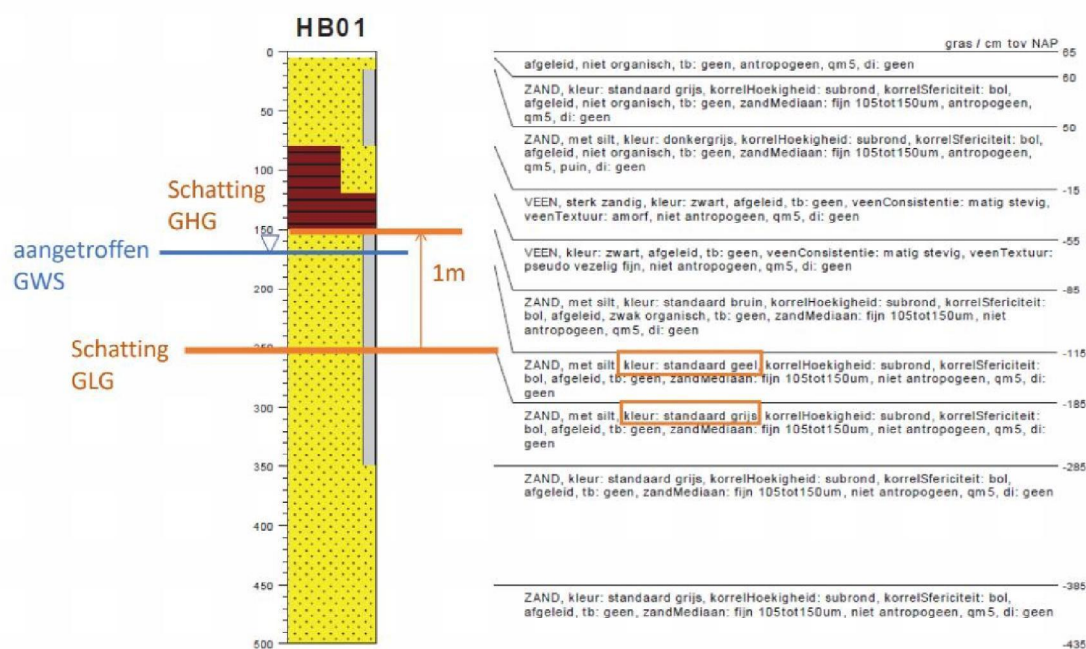 HB01
gras / cm tov NAP
0
50
100
150
200
250
300
350
400
450
500
Schatting
GHG
aangetroffen
GWS
1m
Schatting
GLG
65
afgeleid, niet organisch, tb: geen, antropogeen, qm5, di: geen
60
ZAND, kleur: standaard grijs, korrelHoekigheid: subrond, korrelSfericiteit: bol,
afgeleid, niet organisch, tb: geen, zandMediaan: fijn 105tot150um, antropogeen,
qm5, di: geen
50
ZAND, met silt, kleur: donkergrijs, korrelHoekigheid: subrond, korrelSfericiteit: bol,
afgeleid, niet organisch, tb: geen, zandMediaan: fijn 105tot150um, antropogeen,
qm5, puin, di: geen
-15
VEEN, sterk zandig, kleur: zwart, afgeleid, tb: geen, veenConsistentie: matig stevig,
veenTextuur: amorf, niet antropogeen, qm5, di: geen
-55
VEEN, kleur: zwart, afgeleid, tb: geen, veenConsistentie: matig stevig, veenTextuur:
pseudo vezelig fijn, niet antropogeen, qm5, di: geen
-85
ZAND, met silt, kleur: standaard bruin, korrelHoekigheid: subrond, korrelSfericiteit:
bol, afgeleid, zwak organisch, tb: geen, zandMediaan: fijn 105tot150um, niet
antropogeen, qm5, di: geen
-115
ZAND, met silt, kleur: standaard geel, korrelHoekigheid: subrond, korrelSfericiteit:
bol, afgeleid, tb: geen, zandMediaan: fijn 105tot150um, niet antropogeen, qm5, di:
geen
-185
ZAND, met silt, kleur: standaard grijs, korrelHoekigheid: subrond, korrelSfericiteit:
bol, afgeleid, tb: geen, zandMediaan: fijn 105tot150um, niet antropogeen, qm5, di:
geen
-285
ZAND, kleur: standaard grijs, korrelHoekigheid: subrond, korrelSfericiteit: bol,
afgeleid, tb: geen, zandMediaan: fijn 105tot150um, niet antropogeen, qm5, di: geen
-385
ZAND, kleur: standaard grijs, korrelHoekigheid: subrond, korrelSfericiteit: bol,
afgeleid, tb: geen, zandMediaan: fijn 105tot150um, niet antropogeen, qm5, di: geen
-435